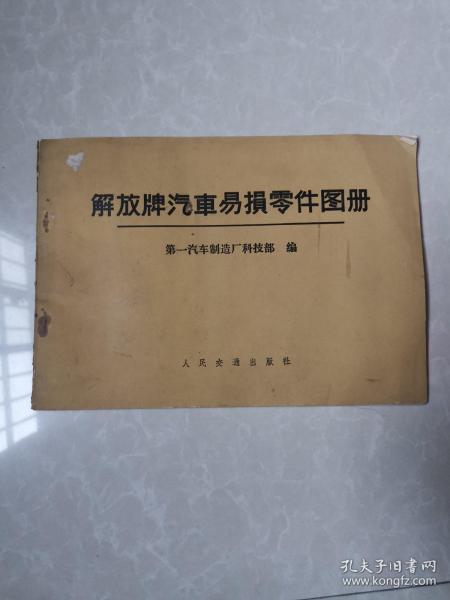 解放牌汽車易損零件图册
第一汽车制造厂科技部 编
人民交通出版社
孔夫子旧书网
www.kongfz.com